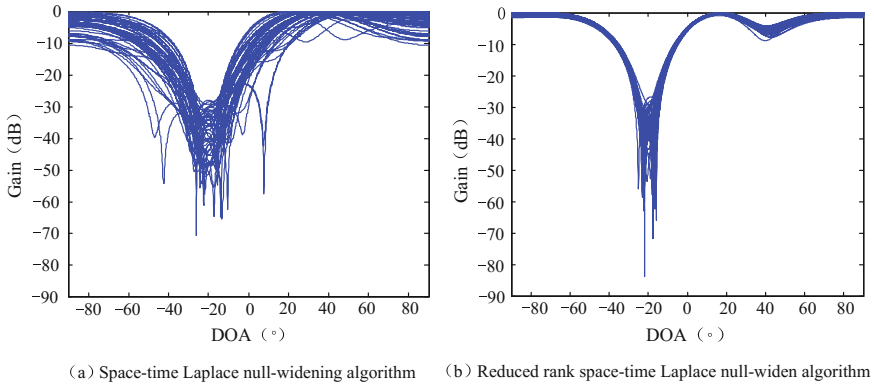 0
−10
−20
−30
−40
−50
−60
−70
−80
−90
Gain（dB）
−80 −60 −40 −20 0 20 40 60 80
DOA（°）
（a）Space-time Laplace null-widening algorithm
0
−10
−20
−30
−40
−50
−60
−70
−80
−90
Gain（dB）
−80 −60 −40 −20 0 20 40 60 80
DOA（°）
（b）Reduced rank space-time Laplace null-widen algorithm